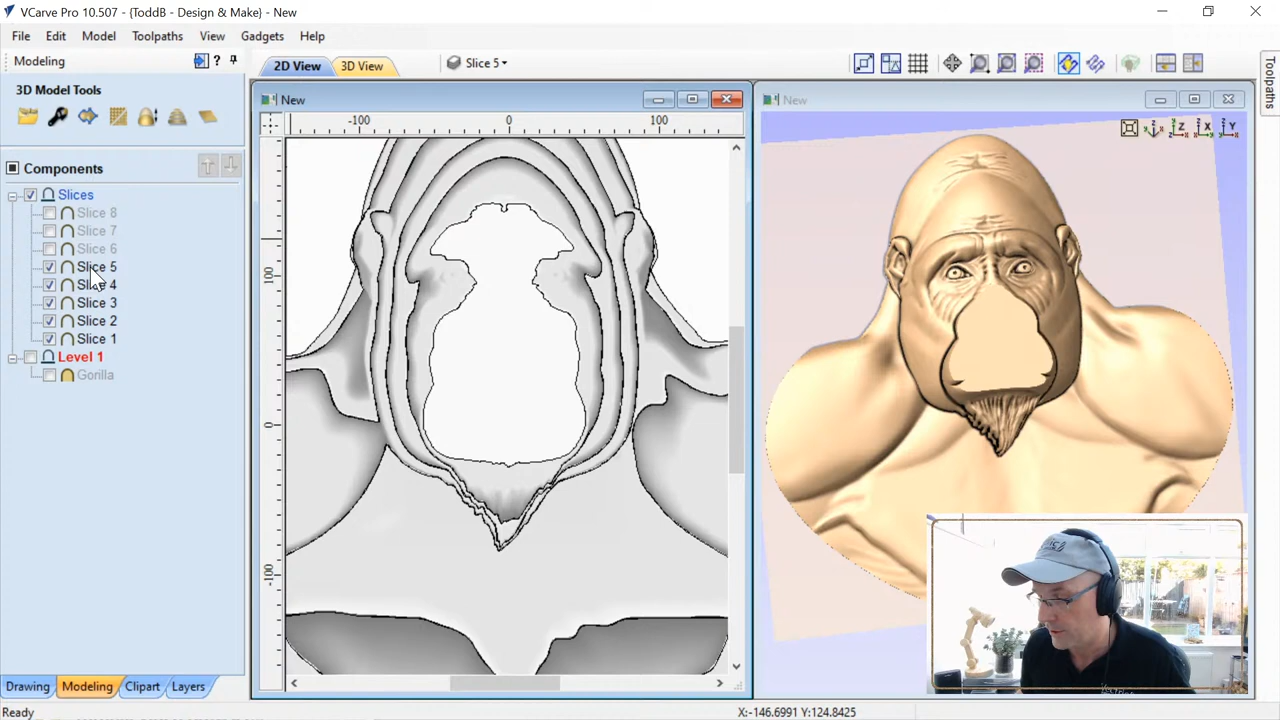 VCarve Pro 10.507 - {ToddB - Design & Make} - New
File Edit Model Toolpaths View Gadgets Help
Modeling
2D View 3D View Slice 5
3D Model Tools
New
New
Toolpaths
-100 0 100
Components
Slices
Slice 8
Slice 7
Slice 6
Slice 5
Slice 4
Slice 3
Slice 2
Slice 1
Level 1
Gorilla
100
0
-100
Drawing Modeling Clipart Layers
Ready
X:-146.6991 Y:124.8425